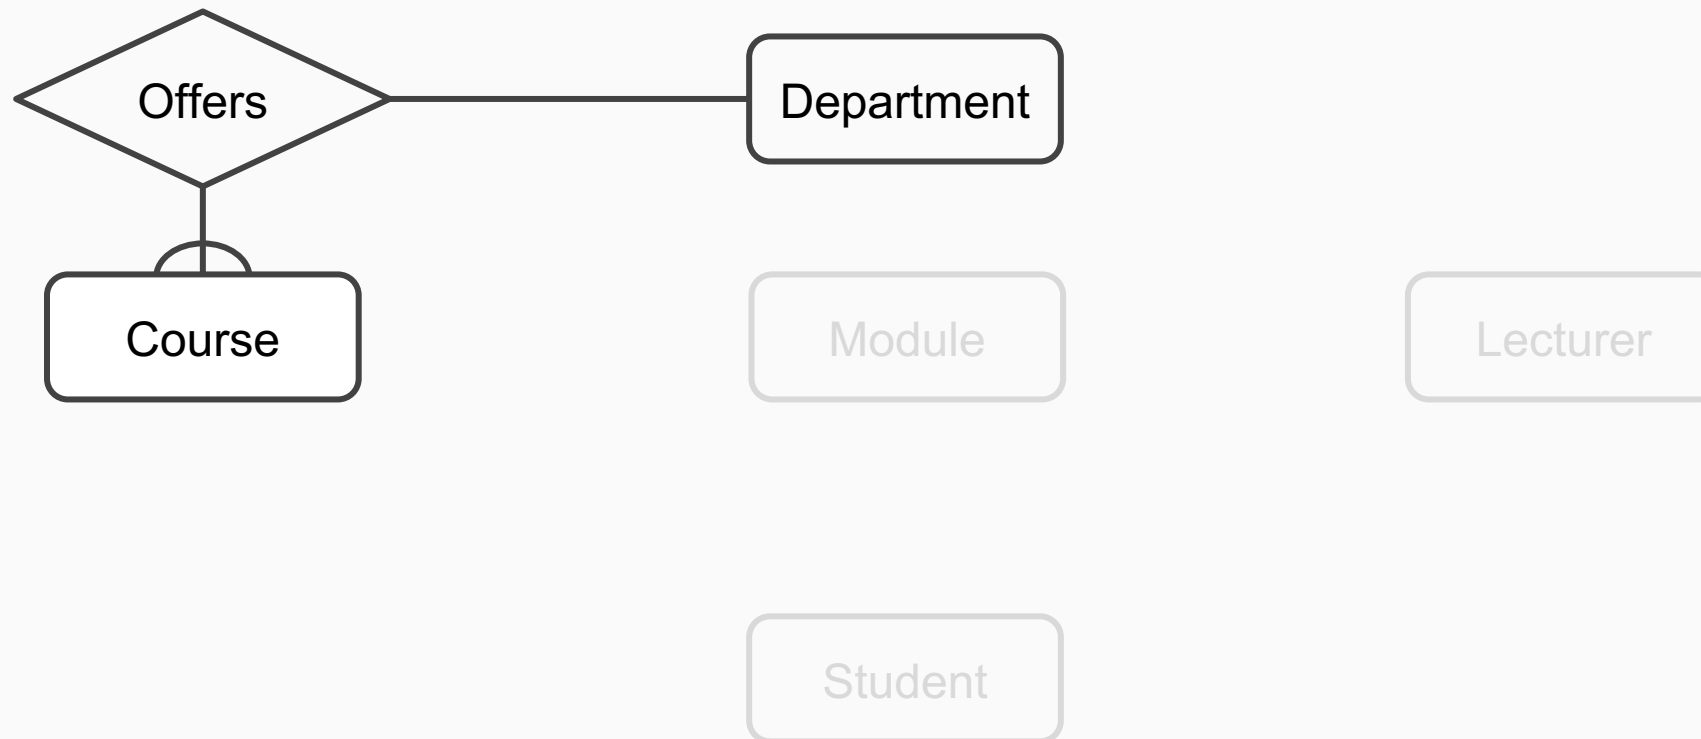 Offers
Department
Course
Module
Lecturer
Student